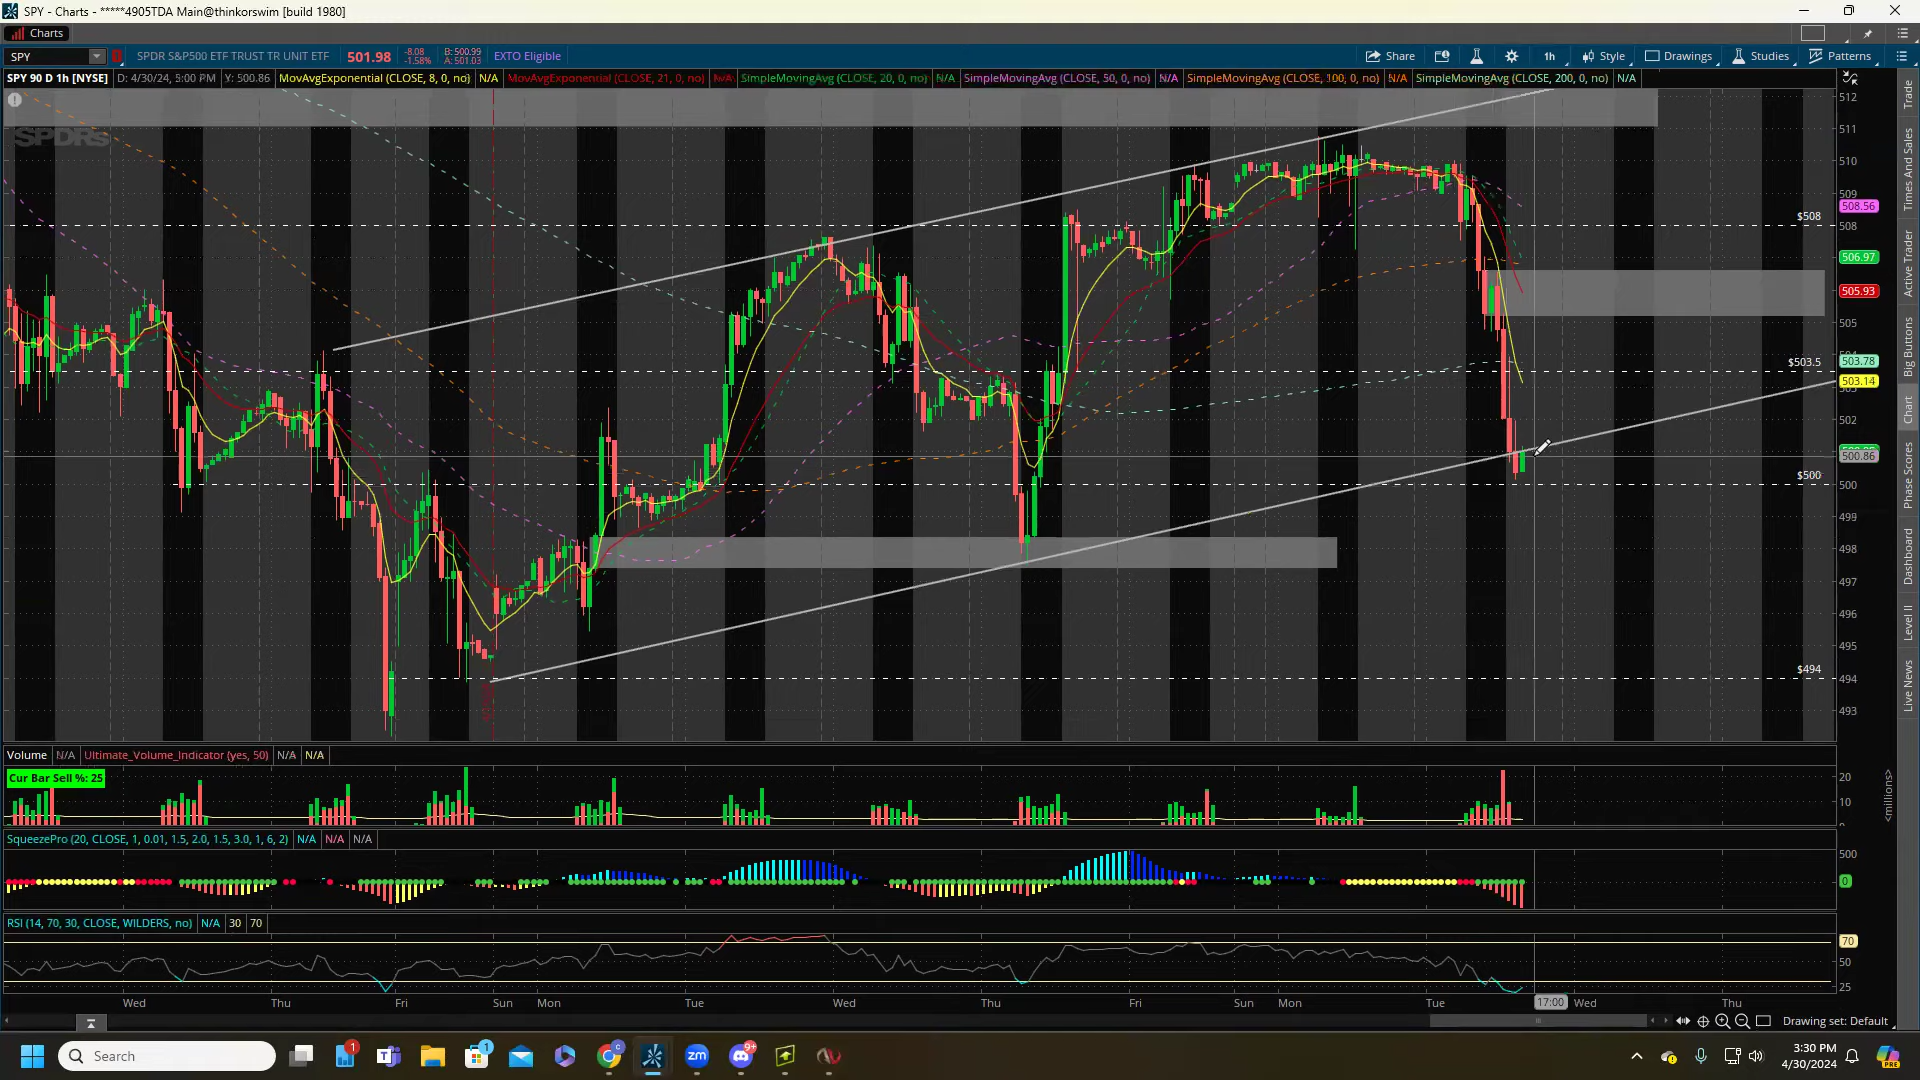 SPY - Charts - *****4905TDA Main@thinkorswim [build 1980]
Charts
SPY SPDR S&P500 ETF TRUST TR UNIT ETF 501.98 -8.08 -1.58% B: 500.99 A: 501.03 EXTO Eligible Share 1h Style Drawings Studies Patterns
SPY 90 D 1h [NYSE] D: 4/30/24, 5:00 PM Y: 500.86 MovAvgExponential (CLOSE, 8, 0, no) N/A MovAvgExponential (CLOSE, 21, 0, no) N/A SimpleMovingAvg (CLOSE, 20, 0, no) N/A SimpleMovingAvg (CLOSE, 50, 0, no) N/A SimpleMovingAvg (CLOSE, 100, 0, no) N/A SimpleMovingAvg (CLOSE, 200, 0, no) N/A
SPDRs
512
511
510
509
508.56
$508
508
506.97
505.93
505
$503.5
503.78
503.14
502
500.86
$500
500
499
498
497
496
495
$494
494
493
Volume N/A Ultimate_Volume_Indicator (yes, 50) N/A N/A
Cur Bar Sell %: 25
20
10
<millions>
SqueezePro (20, CLOSE, 1, 0.01, 1.5, 2.0, 1.5, 3.0, 1, 6, 2) N/A N/A N/A
500
0
RSI (14, 70, 30, CLOSE, WILDERS, no) N/A 30 70
70
50
25
Wed Thu Fri Sun Mon Tue Wed Thu Fri Sun Mon Tue 17:00 Wed Thu
Drawing set: Default
Trade
Times And Sales
Active Trader
Big Buttons
Chart
Phase Scores
Dashboard
Level II
Live News
Search
1
1
9+
3:30 PM
4/30/2024
PRE